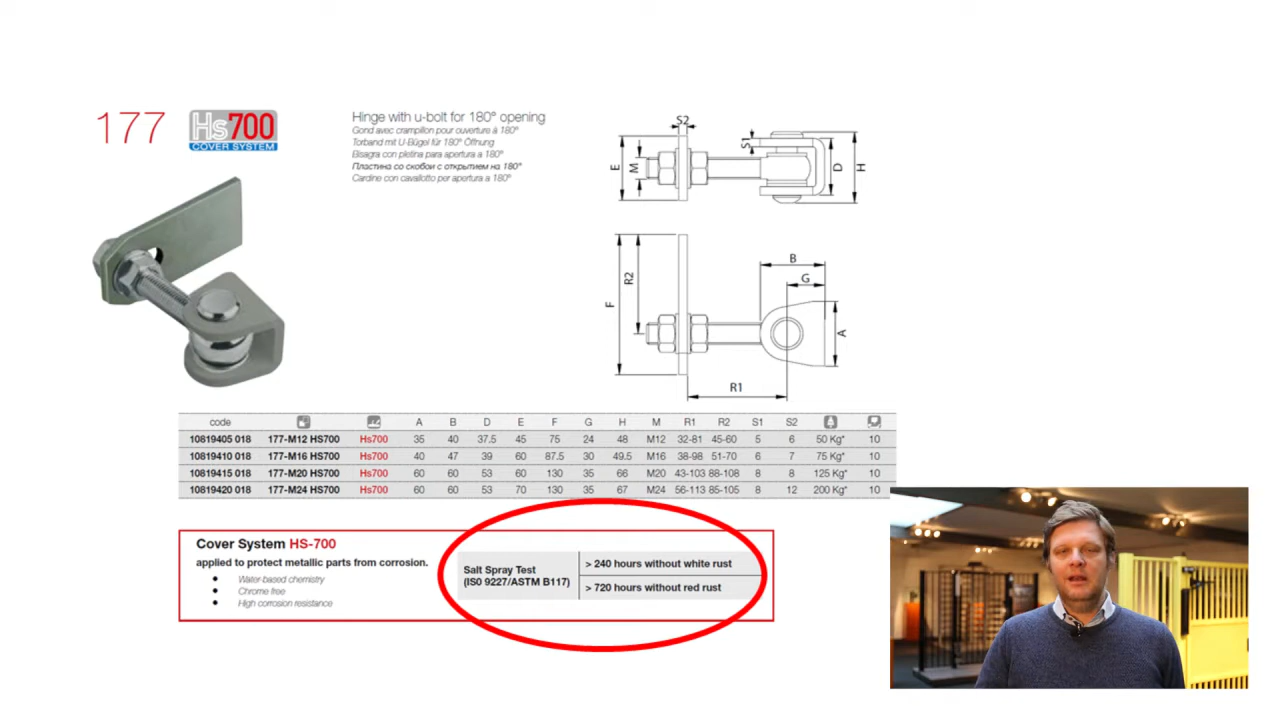 177
Hs700
COVER SYSTEM
Hinge with u-bolt for 180° opening
Gond avec crampillon pour ouverture à 180°
Torband mit U-Bügel für 180° Öffnung
Bisagra con pletina para apertura a 180°
Пластина со скобой с открытием на 180°
Cardine con cavallotto per apertura a 180°
S2
E
M
S1
D
H
F
R2
B
G
A
R1
code A B D E F G H M R1 R2 S1 S2
10819405 018 177-M12 HS700 Hs700 35 40 37.5 45 75 24 48 M12 32-81 45-60 5 6 50 Kg* 10
10819410 018 177-M16 HS700 Hs700 40 47 39 60 87.5 30 49.5 M16 38-98 51-70 6 7 75 Kg* 10
10819415 018 177-M20 HS700 Hs700 60 60 53 60 130 35 66 M20 43-103 88-108 8 8 125 Kg* 10
10819420 018 177-M24 HS700 Hs700 60 60 53 70 130 35 67 M24 56-113 85-105 8 12 200 Kg* 10
Cover System HS-700
applied to protect metallic parts from corrosion.
• Water-based chemistry
• Chrome free
• High corrosion resistance
Salt Spray Test
(ISO 9227/ASTM B117)
> 240 hours without white rust
> 720 hours without red rust